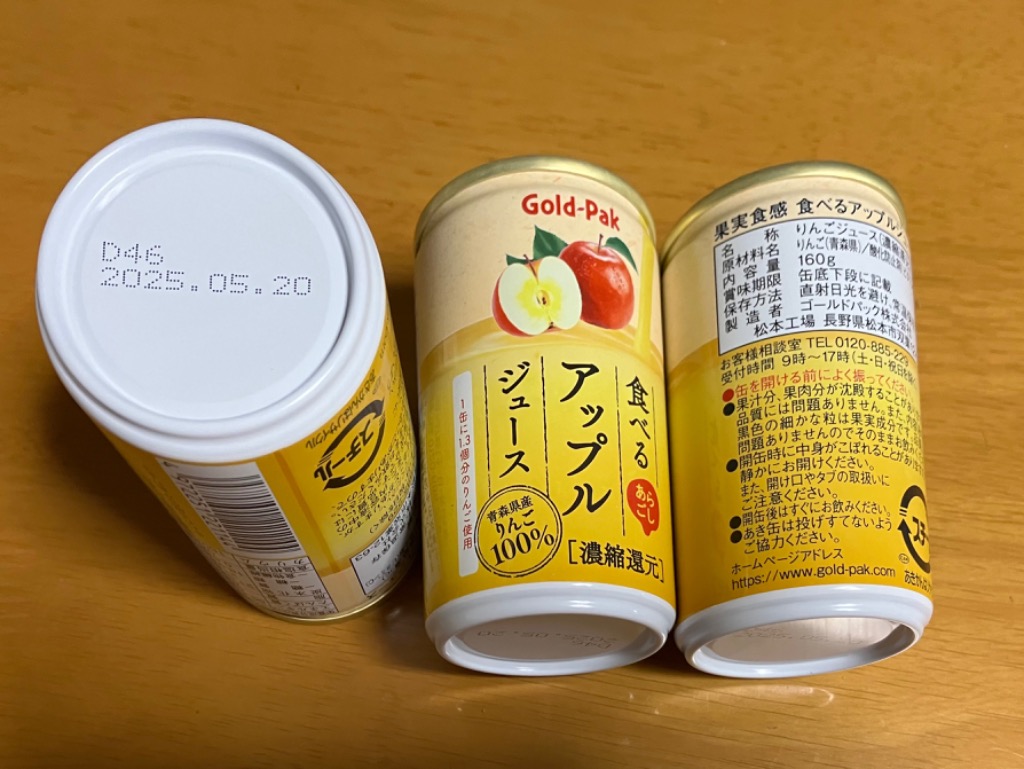 D46
2025.05.20
スチール
Gold-Pak
食べる
アップル
ジュース
あらごし
1缶に1.3個分のりんご使用
青森県産
りんご
100%
[濃縮還元]
D46
2025.05.20
果実食感 食べるアップル
名 称 りんごジュース(濃縮
原材料名 りんご(青森県)/酸化防止
内容量 160g
賞味期限 缶底下段に記載
保存方法 直射日光を避け、常温
製造者 ゴールドパック株式会社
松本工場 長野県松本市双葉
お客様相談室 TEL 0120-885-229
受付時間 9時〜17時(土・日・祝日を除
●缶を開ける前によく振ってください
●果汁分、果肉分が沈殿することがあ
品質には問題ありません。また、内
黒色の細かな粒は果実成分です
問題ありませんのでそのままお飲み
●開缶時に中身がこぼれることがあ
静かにお開けください。
また、開け口やタブの取扱いに
ご注意ください。
●開缶後はすぐにお飲みください。
●あき缶は投げすてないよう
ご協力ください。
ホームページアドレス
https://www.gold-pak.com